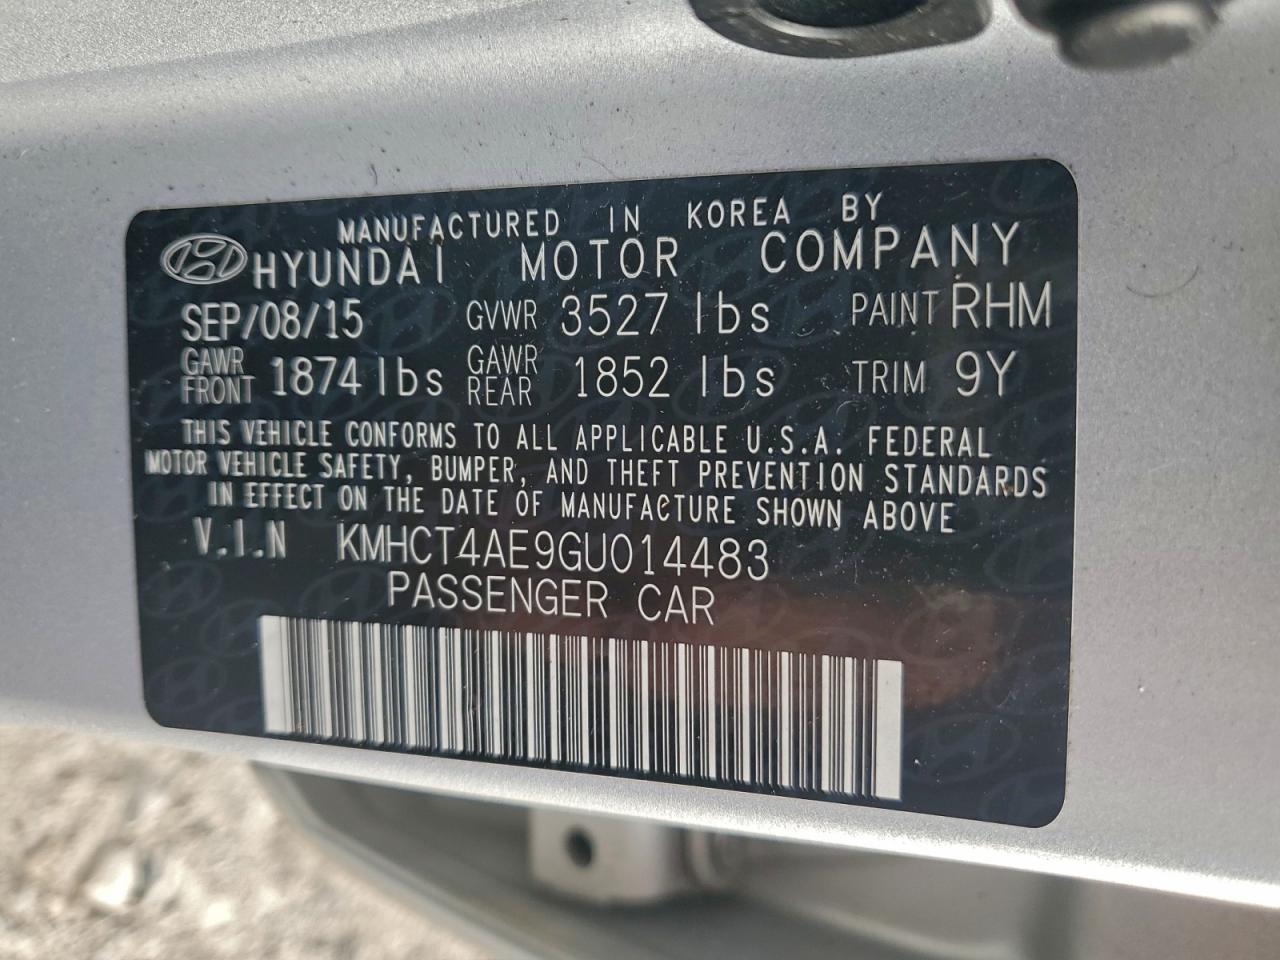 MANUFACTURED IN KOREA BY
HYUNDAI MOTOR COMPANY
SEP/08/15 GVWR 3527 lbs PAINT RHM
GAWR FRONT 1874 lbs GAWR REAR 1852 lbs TRIM 9Y
THIS VEHICLE CONFORMS TO ALL APPLICABLE U.S.A. FEDERAL
MOTOR VEHICLE SAFETY, BUMPER, AND THEFT PREVENTION STANDARDS
IN EFFECT ON THE DATE OF MANUFACTURE SHOWN ABOVE
V.I.N KMHCT4AE9GU014483
PASSENGER CAR